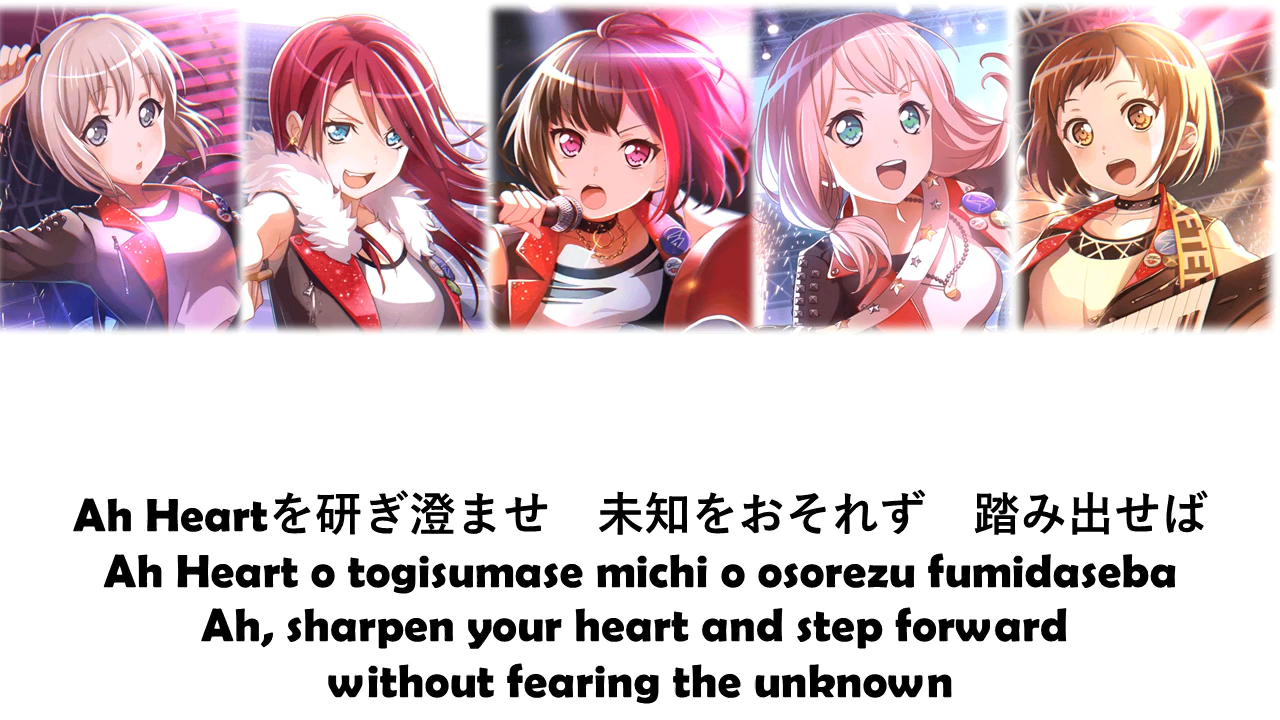 Ah Heartを研ぎ澄ませ　未知をおそれず　踏み出せば
Ah Heart o togisumase michi o osorezu fumidaseba
Ah, sharpen your heart and step forward
without fearing the unknown